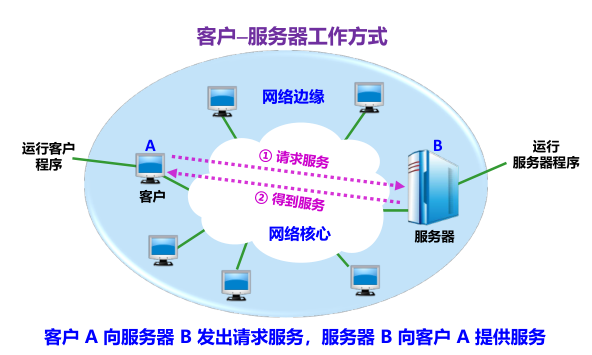 客户–服务器工作方式
网络边缘
A
B
运行客户
程序
运行
服务器程序
① 请求服务
客户
② 得到服务
网络核心
服务器
客户 A 向服务器 B 发出请求服务，服务器 B 向客户 A 提供服务